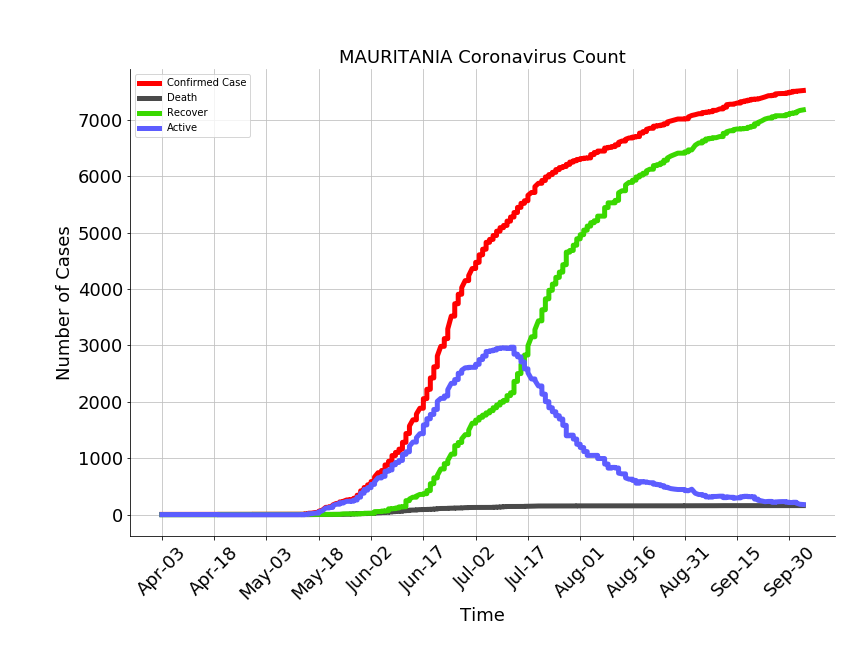 MAURITANIA Coronavirus Count
Confirmed Case
Death
Recover
Active
Number of Cases
7000
6000
5000
4000
3000
2000
1000
0
Apr-03
Apr-18
May-03
May-18
Jun-02
Jun-17
Jul-02
Jul-17
Aug-01
Aug-16
Aug-31
Sep-15
Sep-30
Time